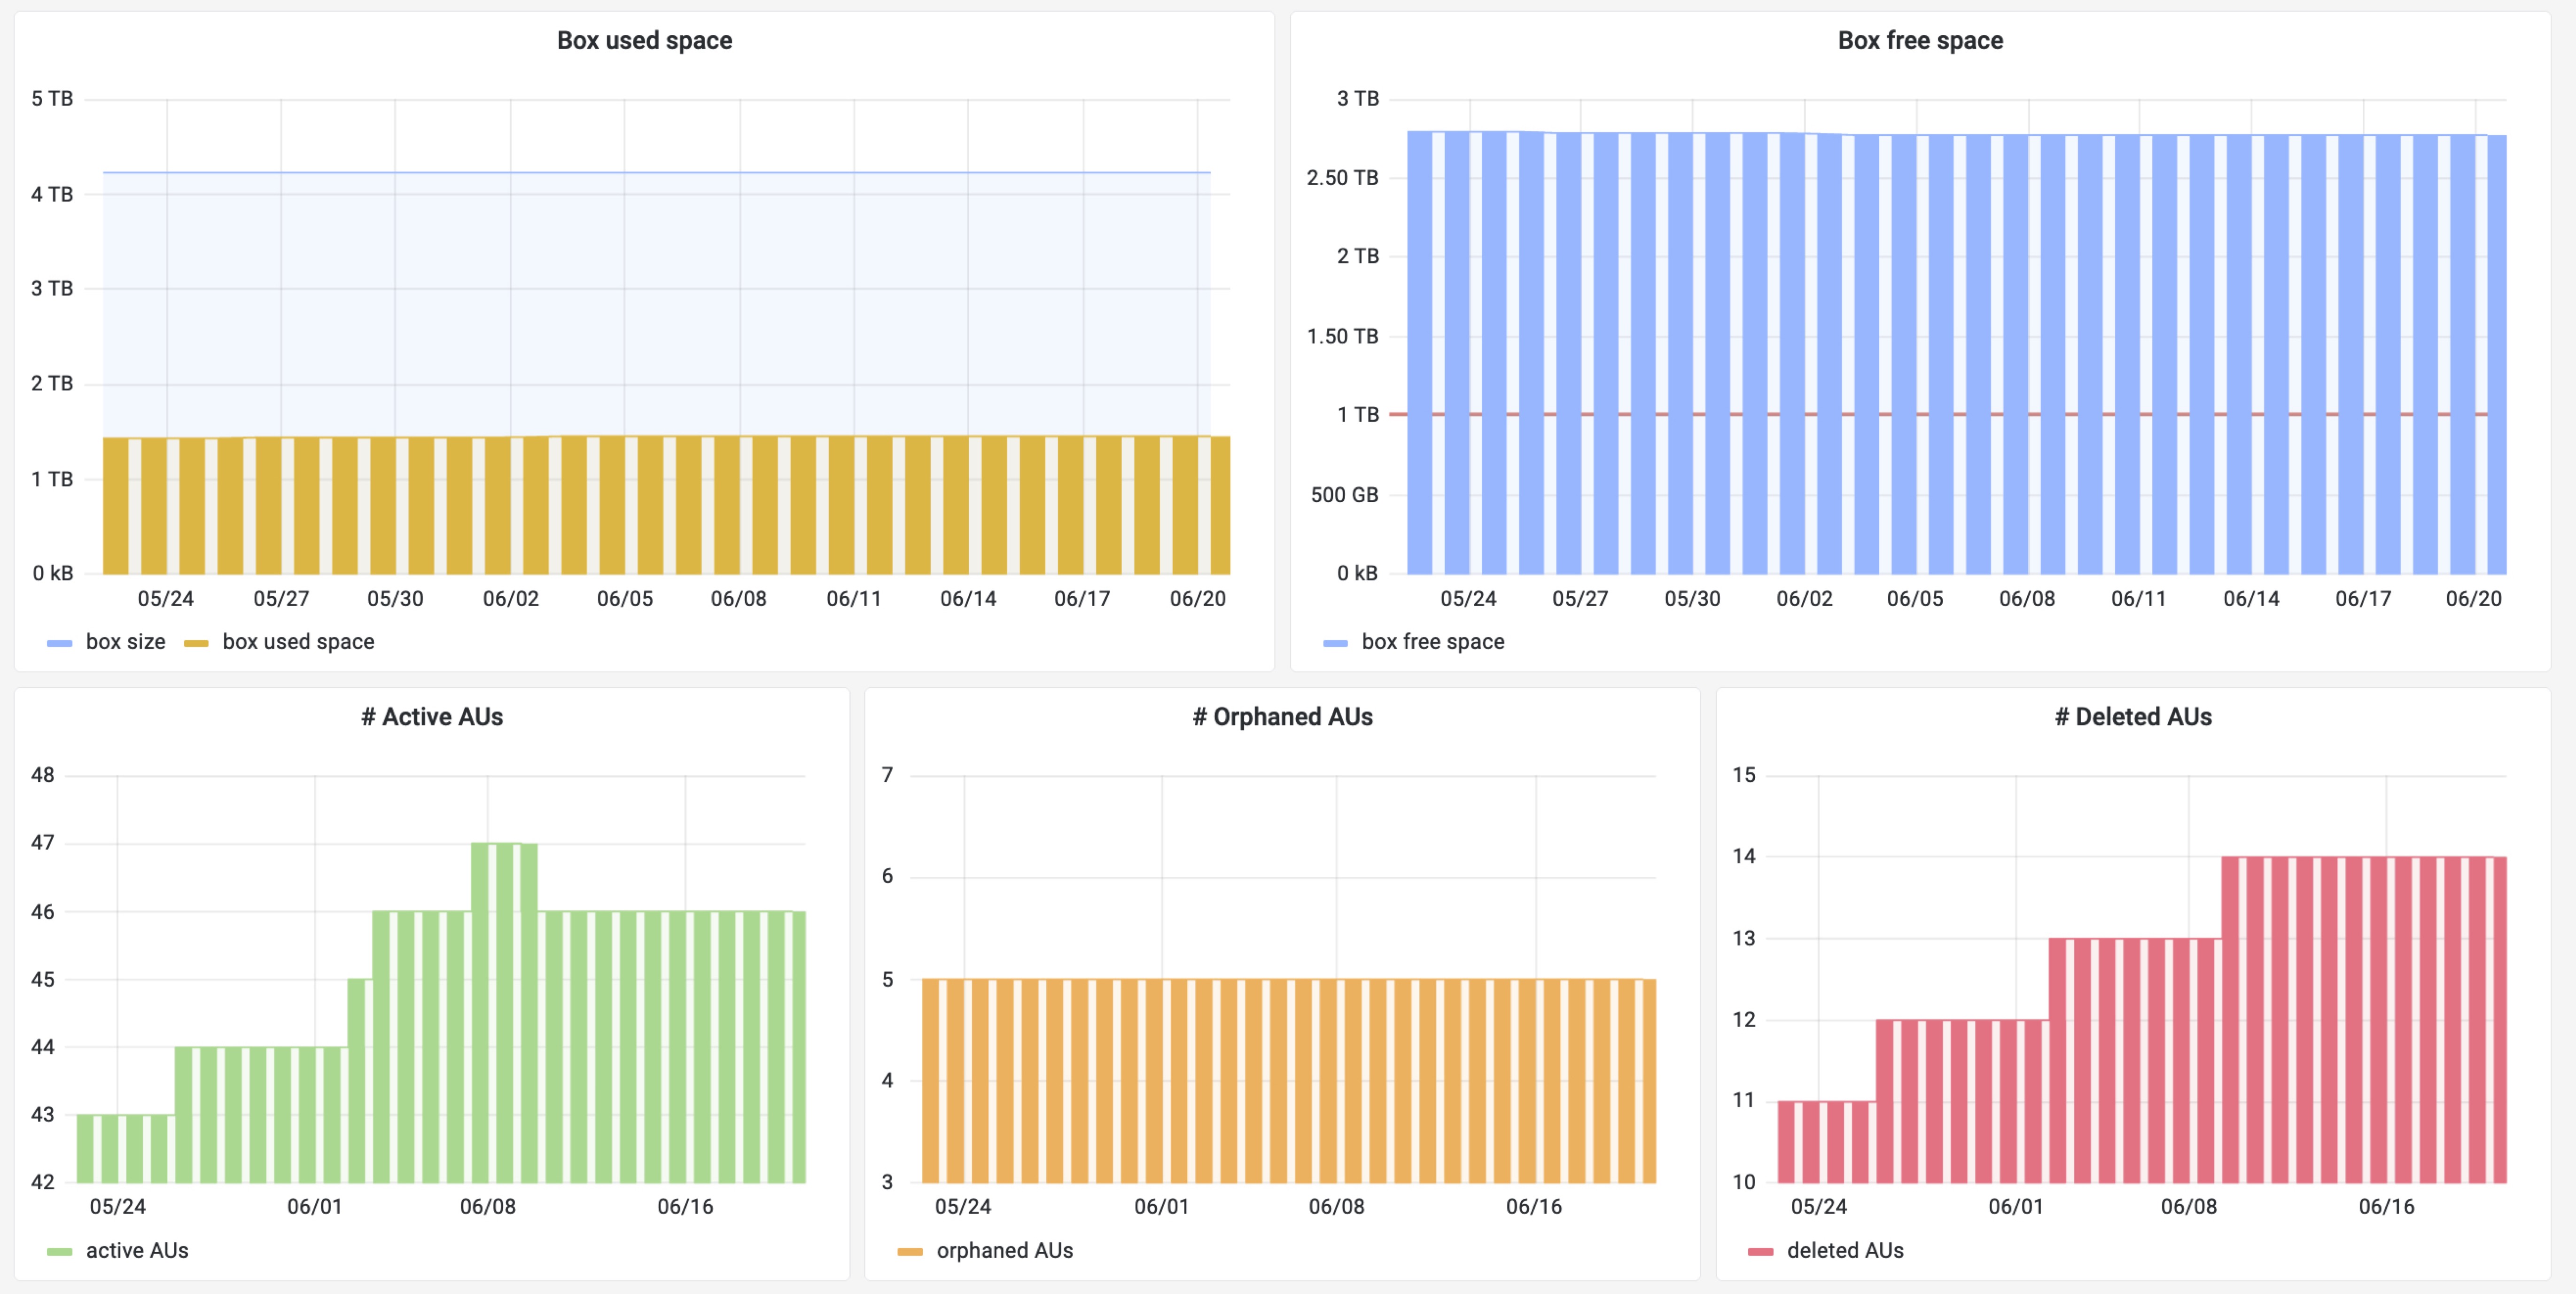 Box used space
5 TB
4 TB
3 TB
2 TB
1 TB
0 kB
05/24 05/27 05/30 06/02 06/05 06/08 06/11 06/14 06/17 06/20
box size box used space
Box free space
3 TB
2.50 TB
2 TB
1.50 TB
1 TB
500 GB
0 kB
05/24 05/27 05/30 06/02 06/05 06/08 06/11 06/14 06/17 06/20
box free space
# Active AUs
48
47
46
45
44
43
42
05/24 06/01 06/08 06/16
active AUs
# Orphaned AUs
7
6
5
4
3
05/24 06/01 06/08 06/16
orphaned AUs
# Deleted AUs
15
14
13
12
11
10
05/24 06/01 06/08 06/16
deleted AUs